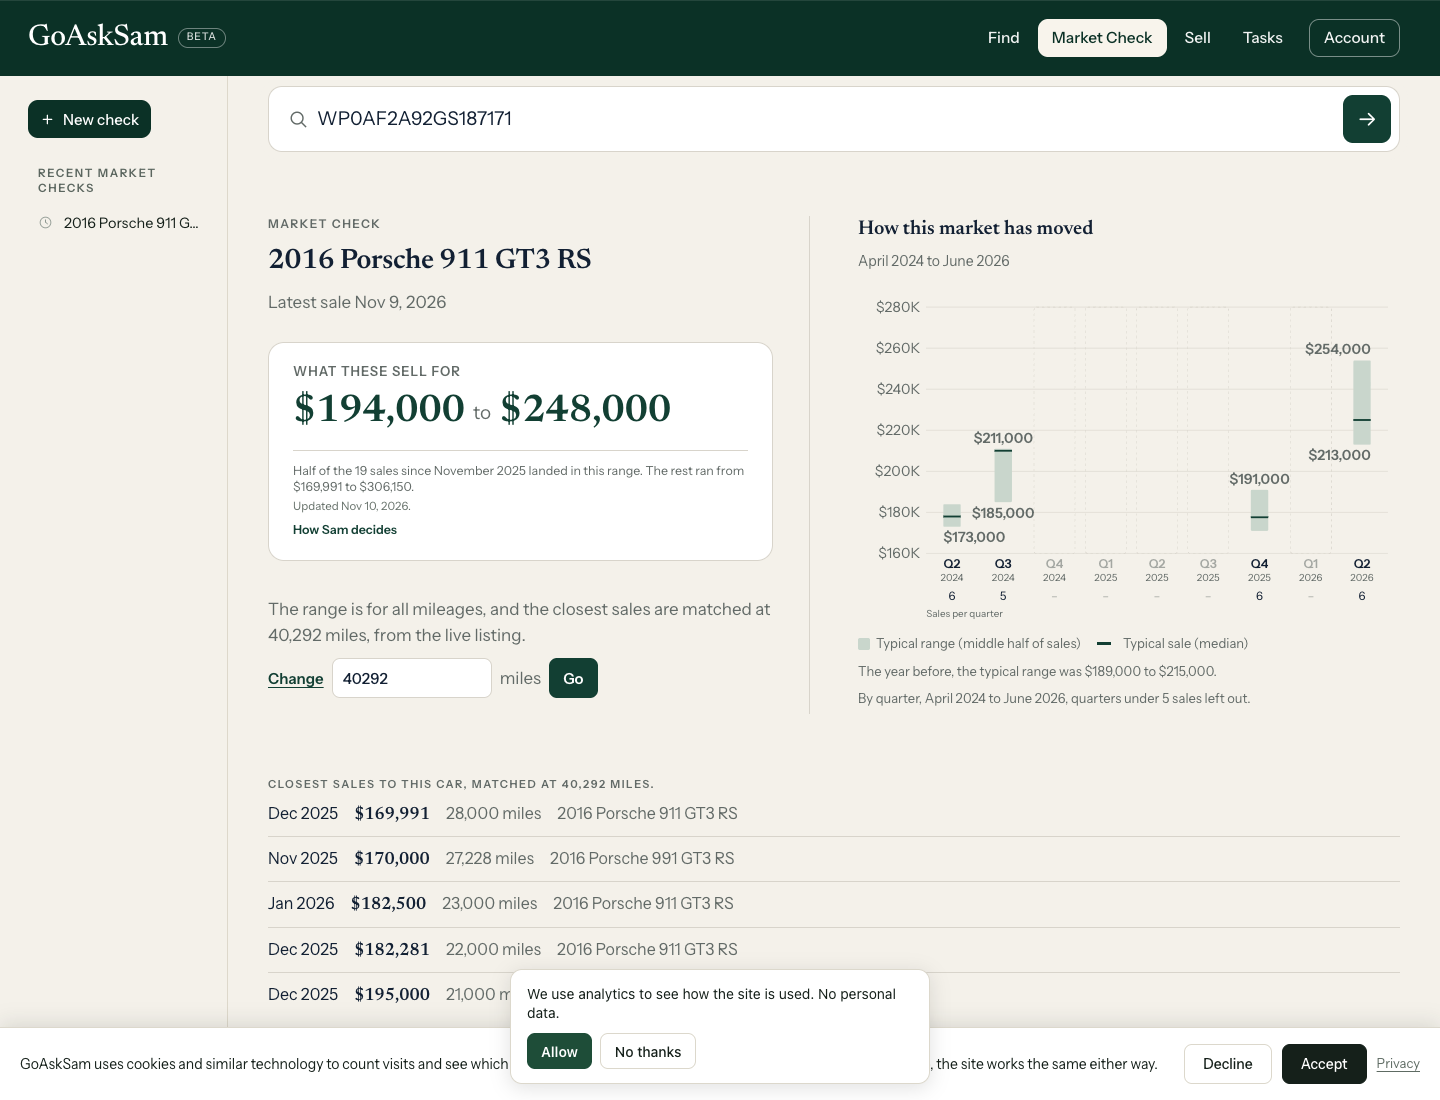 GoAskSam BETA
Find Market Check Sell Tasks Account
+ New check
RECENT MARKET
CHECKS
2016 Porsche 911 G...
WP0AF2A92GS187171
MARKET CHECK
2016 Porsche 911 GT3 RS
Latest sale Nov 9, 2026
WHAT THESE SELL FOR
$194,000 to $248,000
Half of the 19 sales since November 2025 landed in this range. The rest ran from
$169,991 to $306,150.
Updated Nov 10, 2026.
How Sam decides
The range is for all mileages, and the closest sales are matched at
40,292 miles, from the live listing.
Change 40292 miles Go
How this market has moved
April 2024 to June 2026
$280K
$260K
$254,000
$240K
$220K
$211,000
$213,000
$200K
$191,000
$180K
$185,000
$173,000
$160K
Q2 Q3 Q4 Q1 Q2 Q3 Q4 Q1 Q2
2024 2024 2024 2025 2025 2025 2025 2026 2026
6 5 – – – – 6 – 6
Sales per quarter
Typical range (middle half of sales) Typical sale (median)
The year before, the typical range was $189,000 to $215,000.
By quarter, April 2024 to June 2026, quarters under 5 sales left out.
CLOSEST SALES TO THIS CAR, MATCHED AT 40,292 MILES.
Dec 2025 $169,991 28,000 miles 2016 Porsche 911 GT3 RS
Nov 2025 $170,000 27,228 miles 2016 Porsche 991 GT3 RS
Jan 2026 $182,500 23,000 miles 2016 Porsche 911 GT3 RS
Dec 2025 $182,281 22,000 miles 2016 Porsche 911 GT3 RS
Dec 2025 $195,000 21,000 m
We use analytics to see how the site is used. No personal
data.
Allow No thanks
GoAskSam uses cookies and similar technology to count visits and see which , the site works the same either way. Decline Accept Privacy